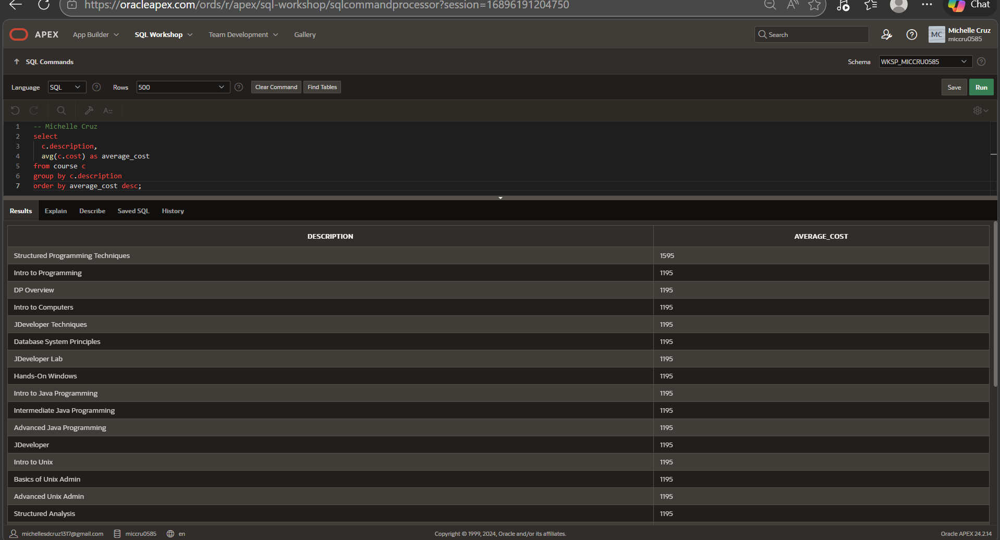 https://oracleapex.com/ords/r/apex/sql-workshop/sqlcommandprocessor?session=16896191204750
Chat
APEX App Builder SQL Workshop Team Development Gallery Search MC Michelle Cruz
miccru0585
SQL Commands Schema WKSP_MICCRU0585
Language SQL Rows 500 Clear Command Find Tables Save Run
1 -- Michelle Cruz
2 select
3 c.description,
4 avg(c.cost) as average_cost
5 from course c
6 group by c.description
7 order by average_cost desc;
Results Explain Describe Saved SQL History
DESCRIPTION AVERAGE_COST
Structured Programming Techniques 1595
Intro to Programming 1195
DP Overview 1195
Intro to Computers 1195
JDeveloper Techniques 1195
Database System Principles 1195
JDeveloper Lab 1195
Hands-On Windows 1195
Intro to Java Programming 1195
Intermediate Java Programming 1195
Advanced Java Programming 1195
JDeveloper 1195
Intro to Unix 1195
Basics of Unix Admin 1195
Advanced Unix Admin 1195
Structured Analysis 1195
michellesdcruz1317@gmail.com miccru0585 en Copyright © 1999, 2024, Oracle and/or its affiliates. Oracle APEX 24.2.14